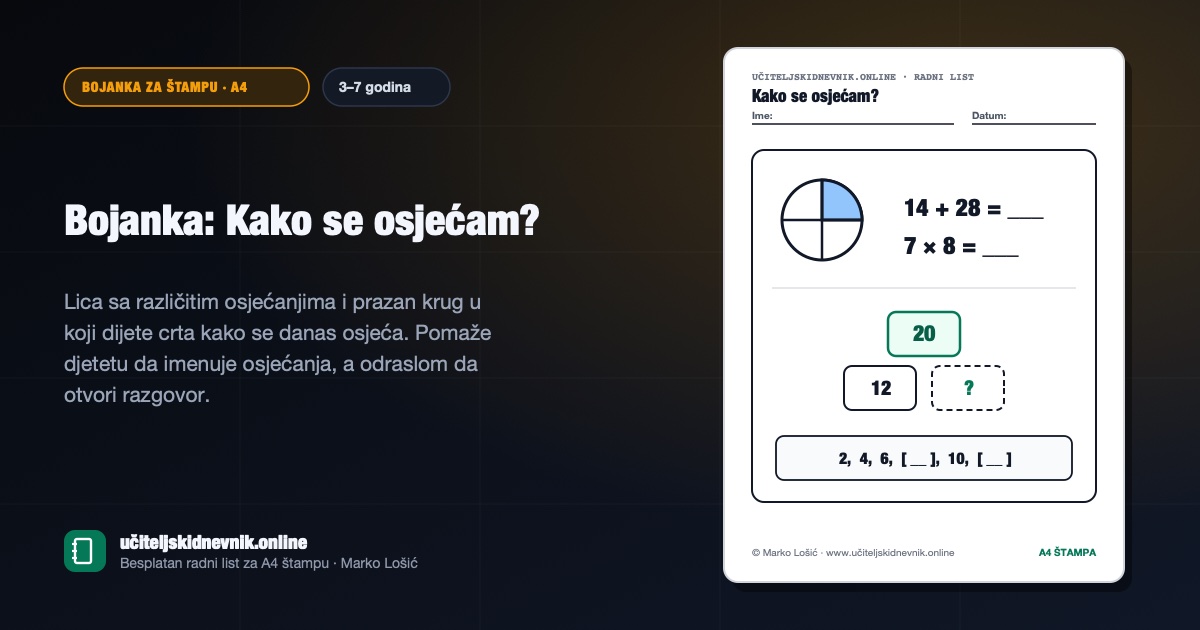 BOJANKA ZA ŠTAMPU · A4
3–7 godina
Bojanka: Kako se osjećam?
Lica sa različitim osjećanjima i prazan krug u
koji dijete crta kako se danas osjeća. Pomaže
djetetu da imenuje osjećanja, a odraslom da
otvori razgovor.
učiteljskidnevnik.online
Besplatan radni list za A4 štampu · Marko Lošić
UČITELJSKIDNEVNIK.ONLINE · RADNI LIST
Kako se osjećam?
Ime: Datum:
14 + 28 = ___
7 × 8 = ___
20
12 ?
2, 4, 6, [ __ ], 10, [ __ ]
© Marko Lošić · www.učiteljskidnevnik.online A4 ŠTAMPA